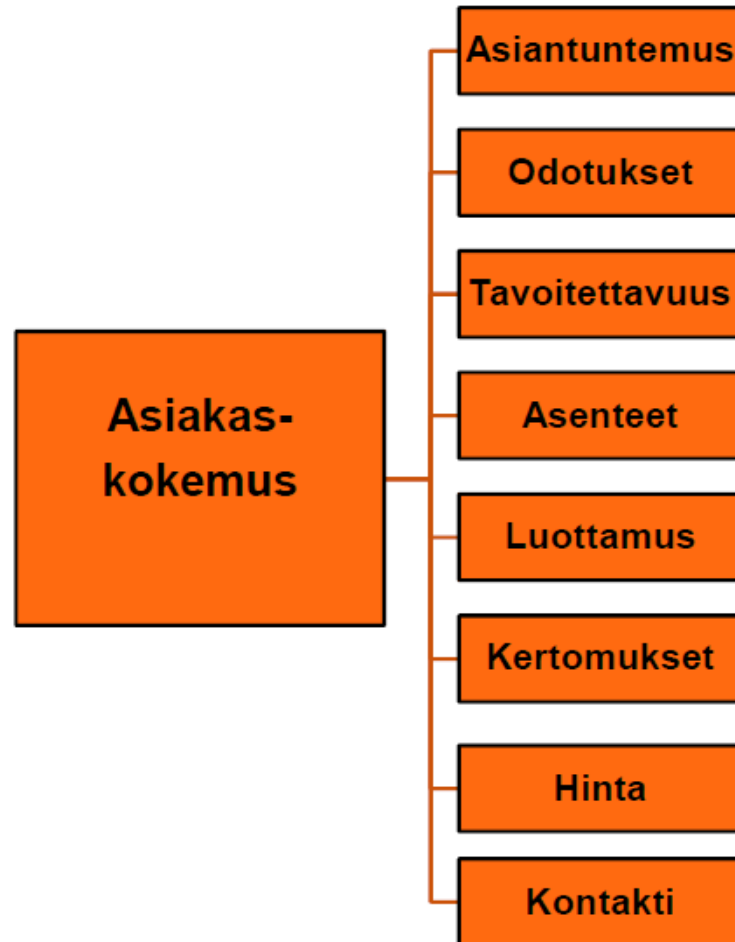 Asiantuntemus
Odotukset
Tavoitettavuus
Asiakas-
kokemus
Asenteet
Luottamus
Kertomukset
Hinta
Kontakti